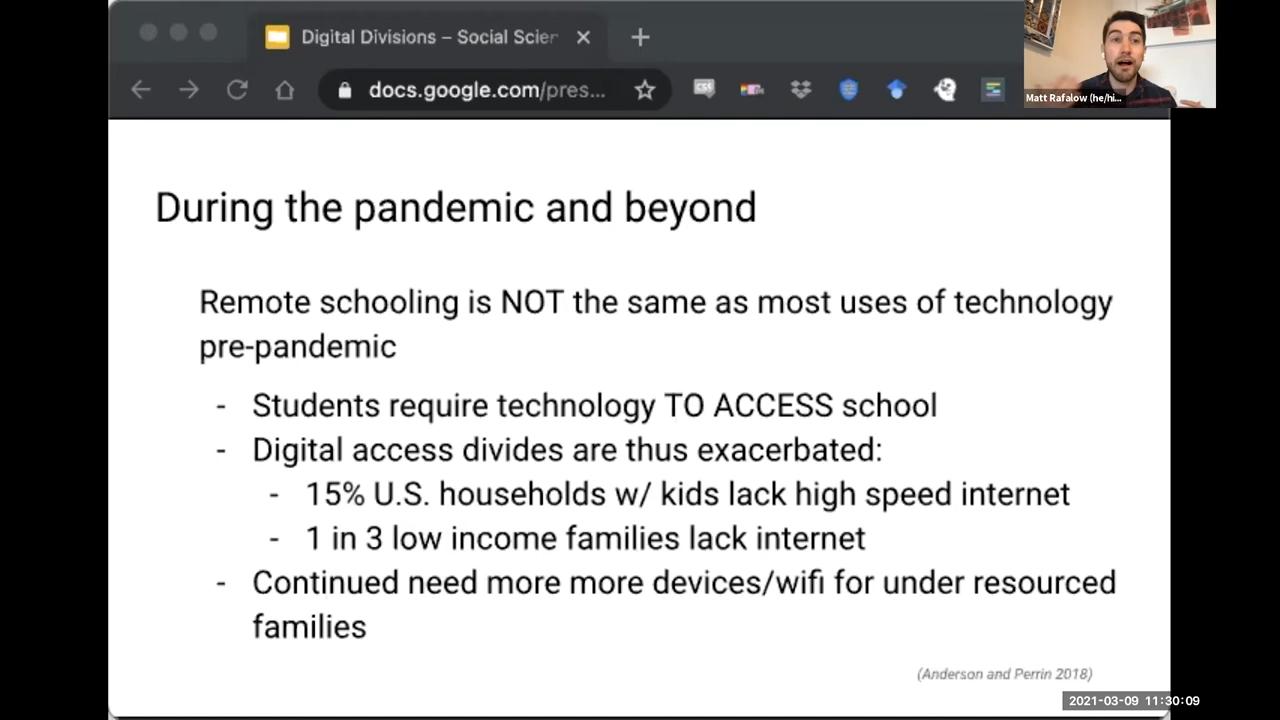 Digital Divisions – Social Scien
docs.google.com/pres...
CSS
Matt Rafalow (he/hi...
During the pandemic and beyond
Remote schooling is NOT the same as most uses of technology
pre-pandemic
- Students require technology TO ACCESS school
- Digital access divides are thus exacerbated:
- 15% U.S. households w/ kids lack high speed internet
- 1 in 3 low income families lack internet
- Continued need more more devices/wifi for under resourced
families
(Anderson and Perrin 2018)
2021-03-09 11:30:09